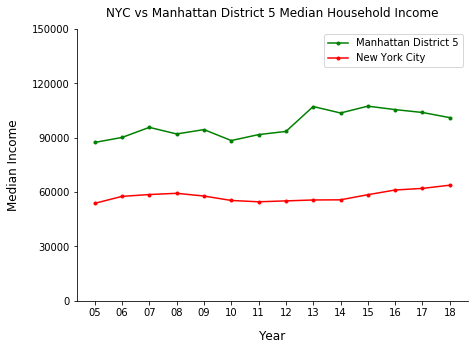 NYC vs Manhattan District 5 Median Household Income
Manhattan District 5
New York City
150000
120000
90000
60000
30000
0
Median Income
05 06 07 08 09 10 11 12 13 14 15 16 17 18
Year